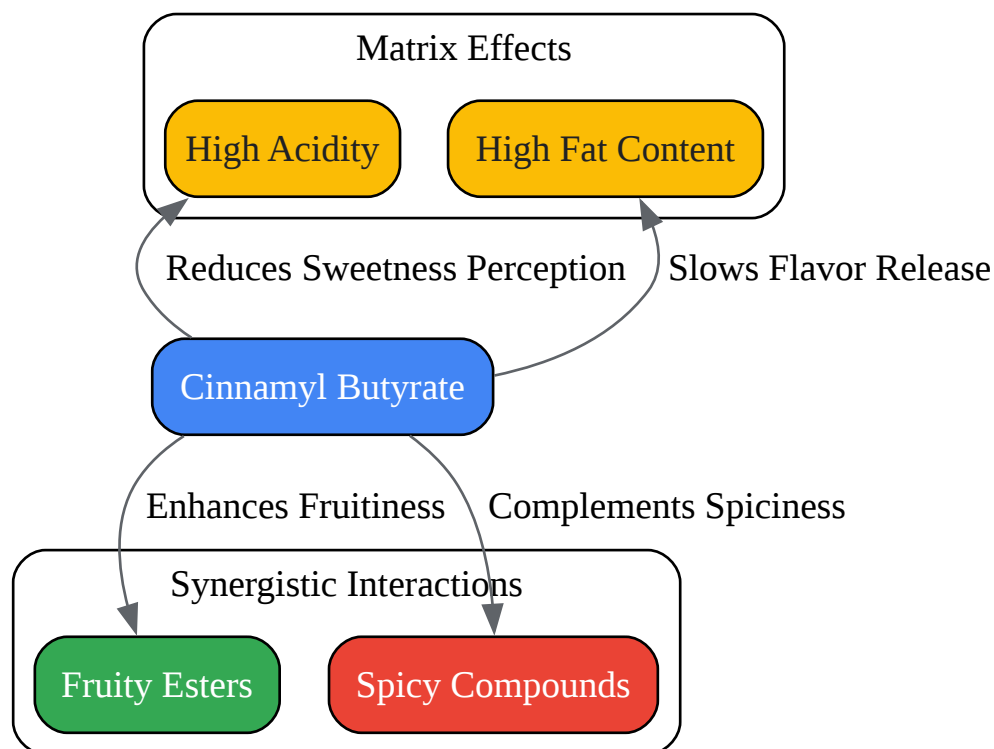 Matrix Effects
High Acidity
High Fat Content
Reduces Sweetness Perception
Slows Flavor Release
Cinnamyl Butyrate
Enhances Fruitiness
Complements Spiciness
Synergistic Interactions
Fruity Esters
Spicy Compounds